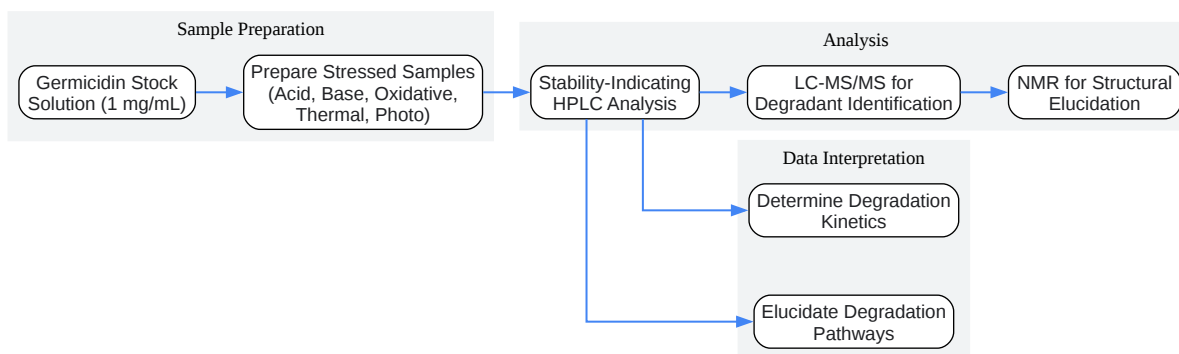 Sample Preparation
Germicidin Stock
Solution (1 mg/mL)
Prepare Stressed Samples
(Acid, Base, Oxidative,
Thermal, Photo)
Analysis
Stability-Indicating
HPLC Analysis
LC-MS/MS for
Degradant Identification
NMR for Structural
Elucidation
Data Interpretation
Determine Degradation
Kinetics
Elucidate Degradation
Pathways